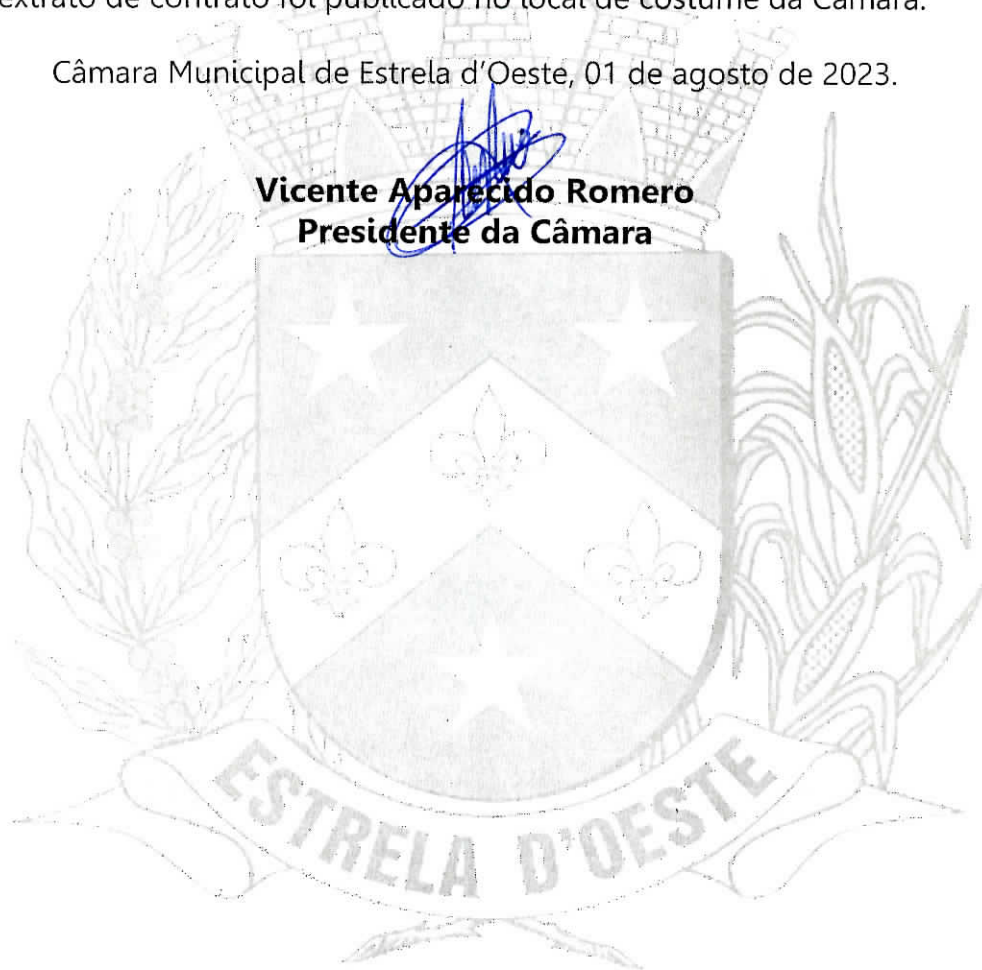 extrato de contrato foi publicado no local de costume da Câmara.
Câmara Municipal de Estrela d'Oeste, 01 de agosto de 2023.
Vicente Aparecido Romero
Presidente da Câmara
ESTRELA D'OESTE